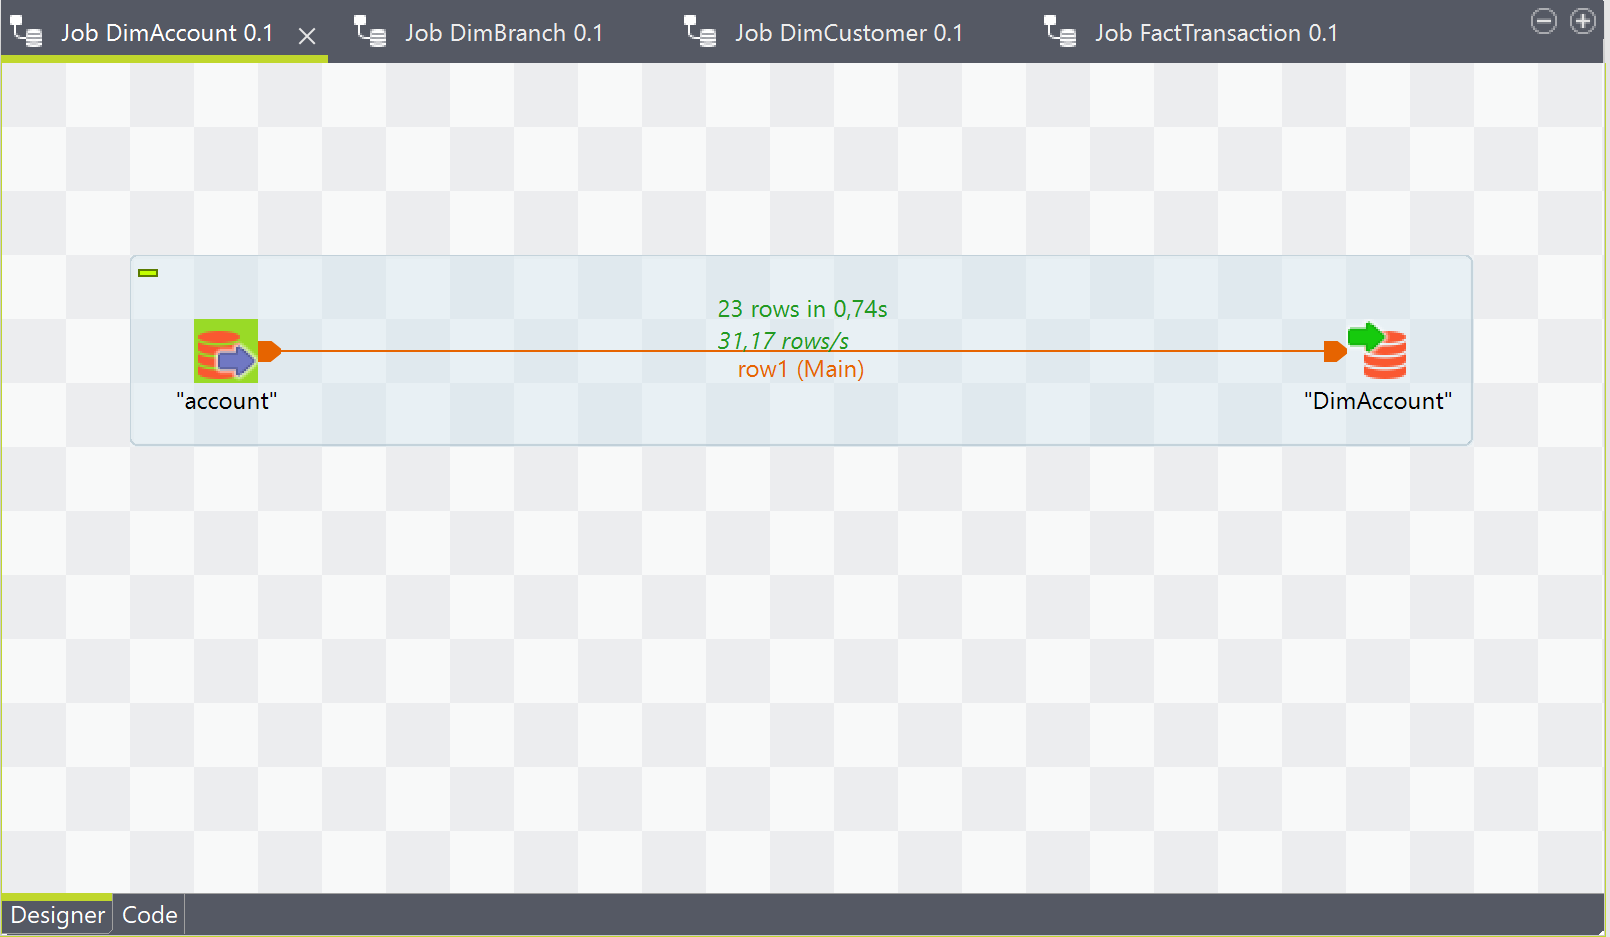 Job DimAccount 0.1
Job DimBranch 0.1
Job DimCustomer 0.1
Job FactTransaction 0.1
23 rows in 0,74s
31,17 rows/s
row1 (Main)
"account"
"DimAccount"
Designer
Code